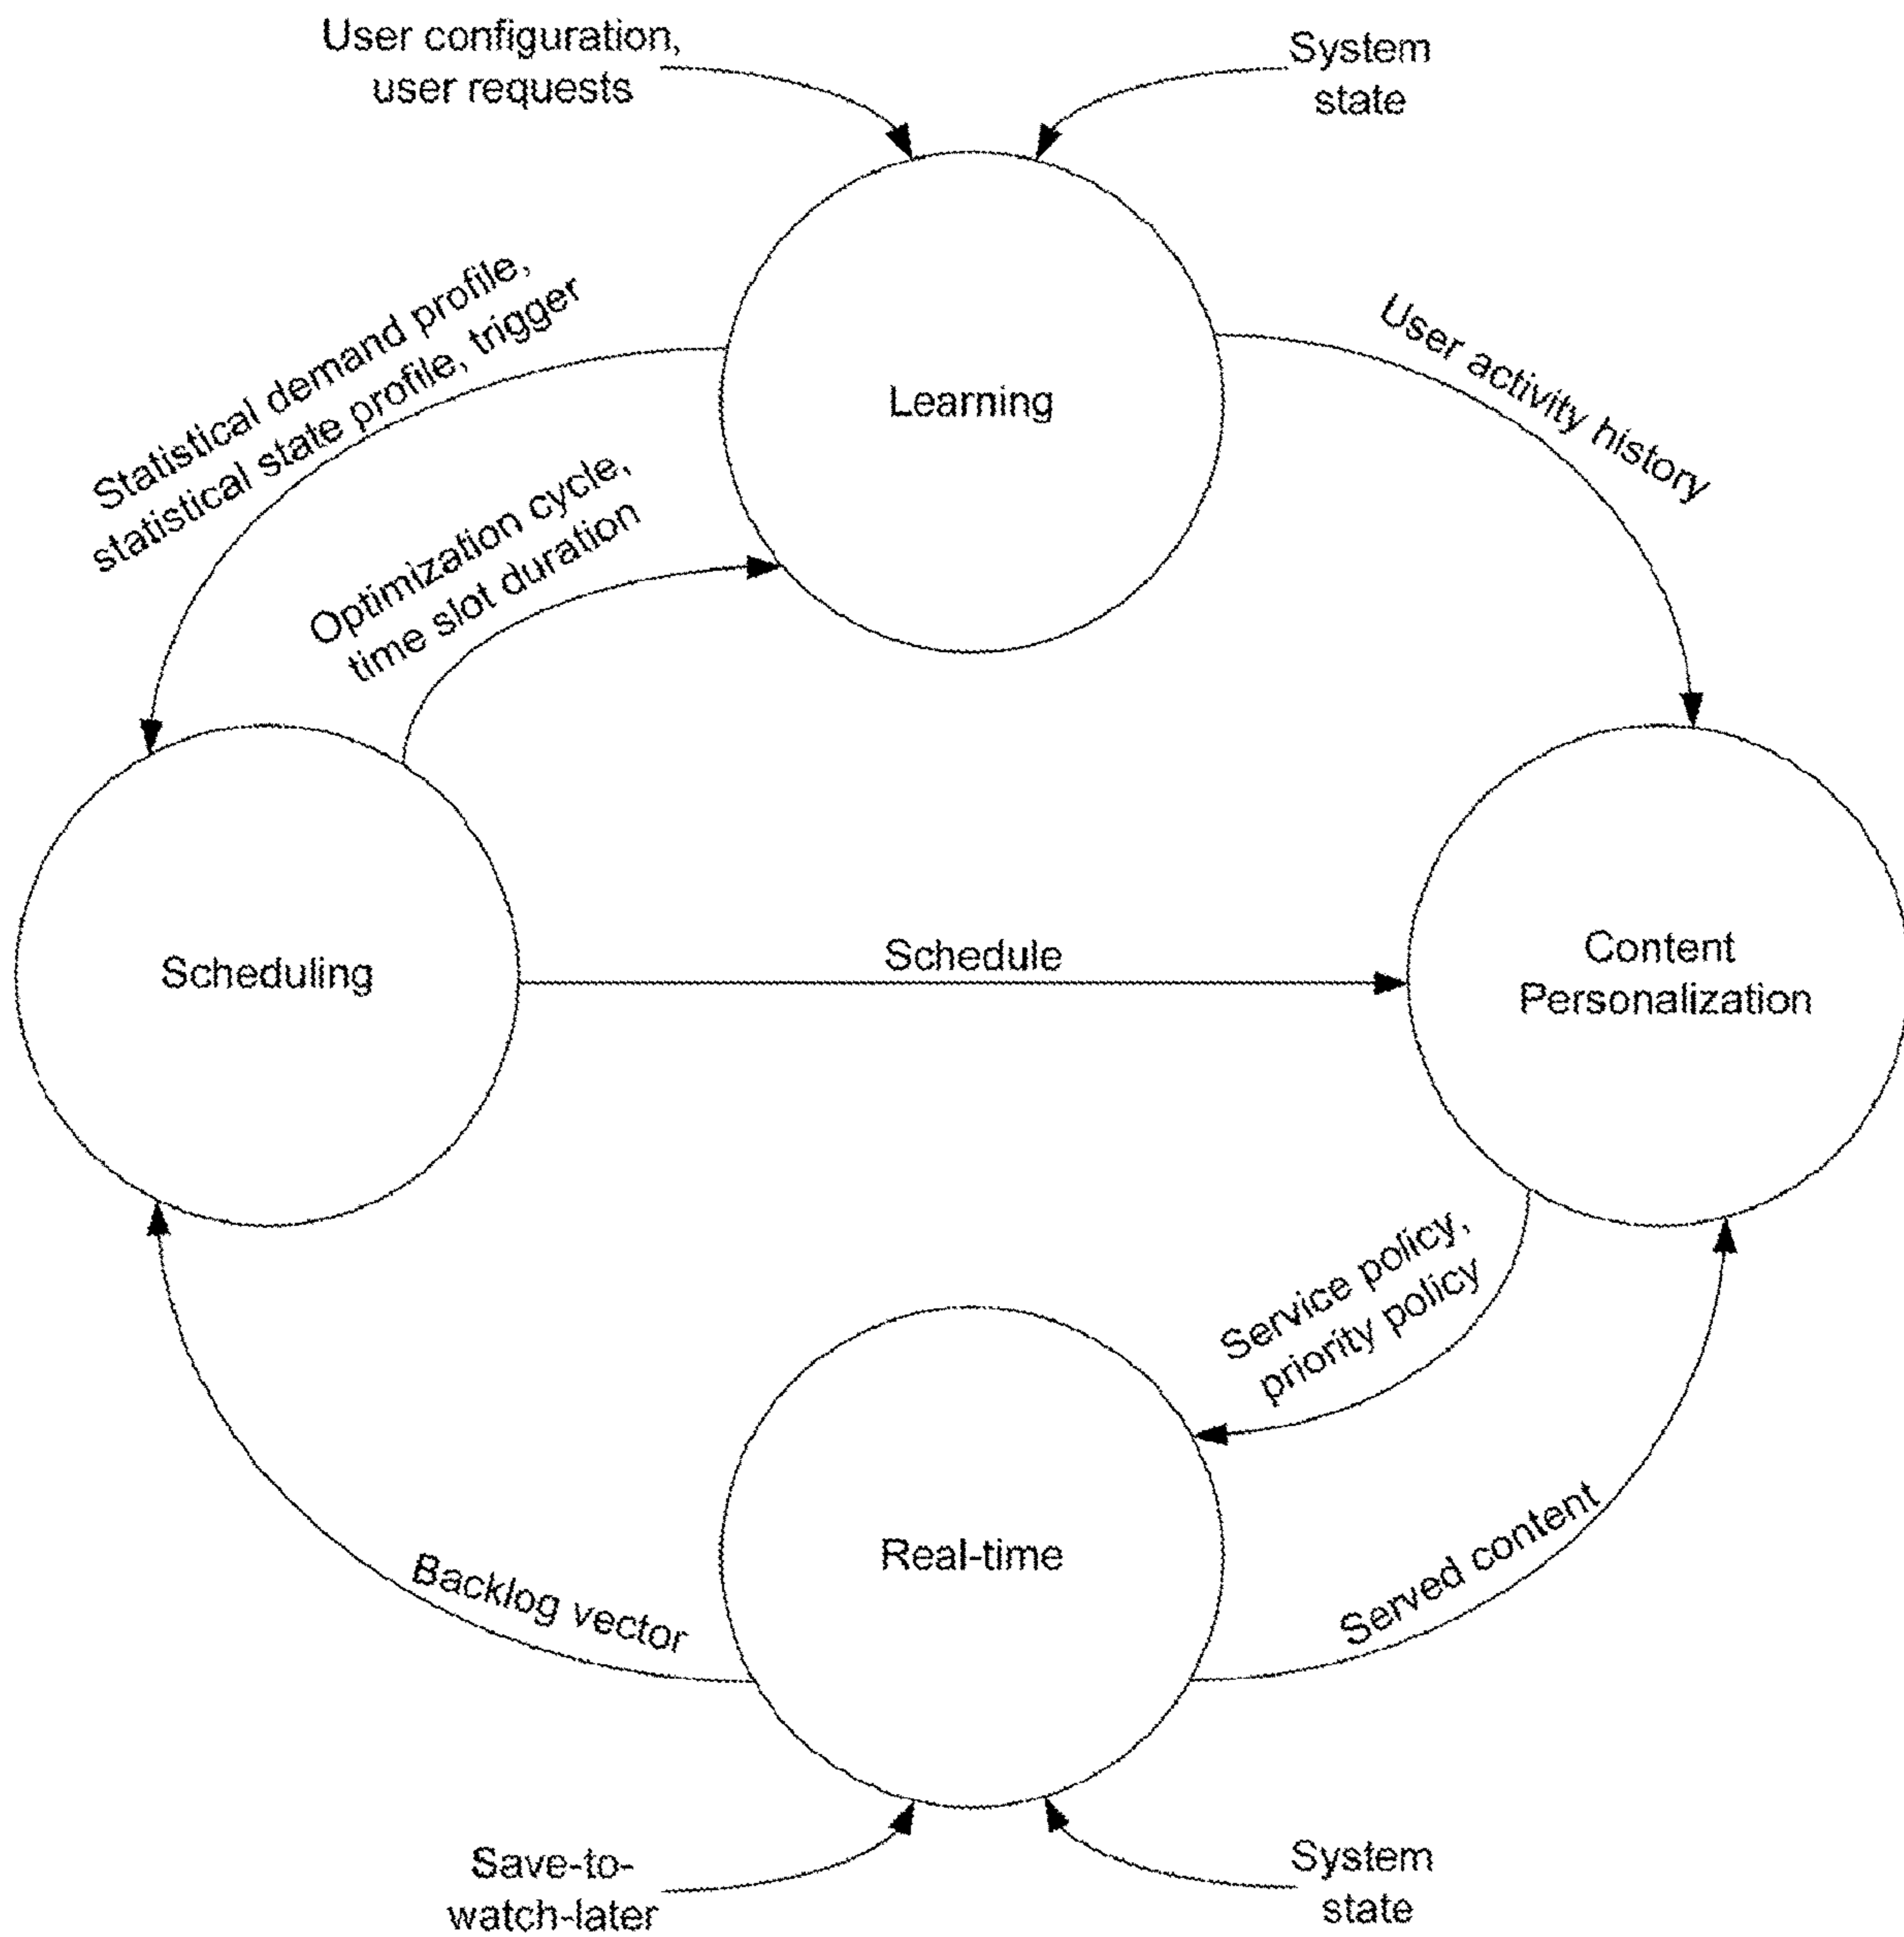 User configuration,
user requests
System
state
Statistical demand profile,
statistical state profile, trigger
User activity history
Learning
Optimization cycle,
time slot duration
Scheduling
Schedule
Content
Personalization
Service policy,
priority policy
Real-time
Backlog vector
Served content
Save-to-
watch-later
System
state